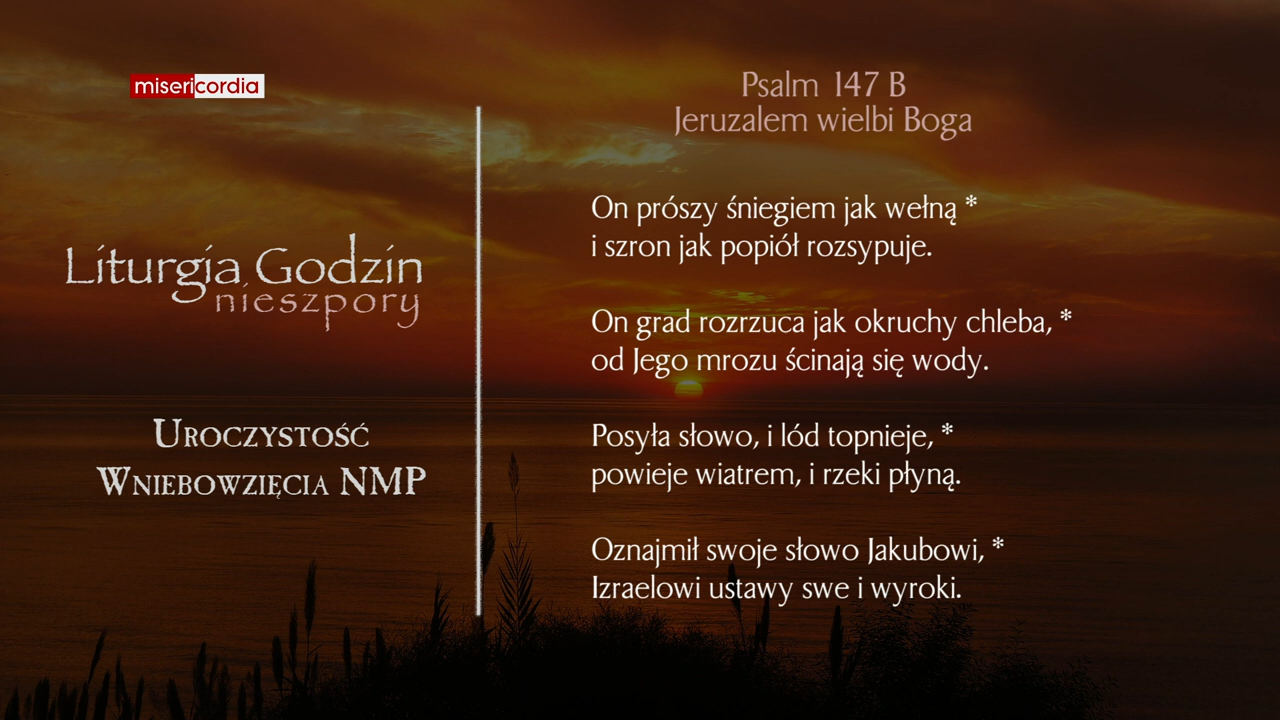 misericordia
Liturgia Godzin
nieszpory
Uroczystość
Wniebowzięcia NMP
Psalm 147 B
Jeruzalem wielbi Boga
On prószy śniegiem jak wełną *
i szron jak popiół rozsypuje.
On grad rozrzuca jak okruchy chleba, *
od Jego mrozu ścinają się wody.
Posyła słowo, i lód topnieje, *
powieje wiatrem, i rzeki płyną.
Oznajmił swoje słowo Jakubowi, *
Izraelowi ustawy swe i wyroki.